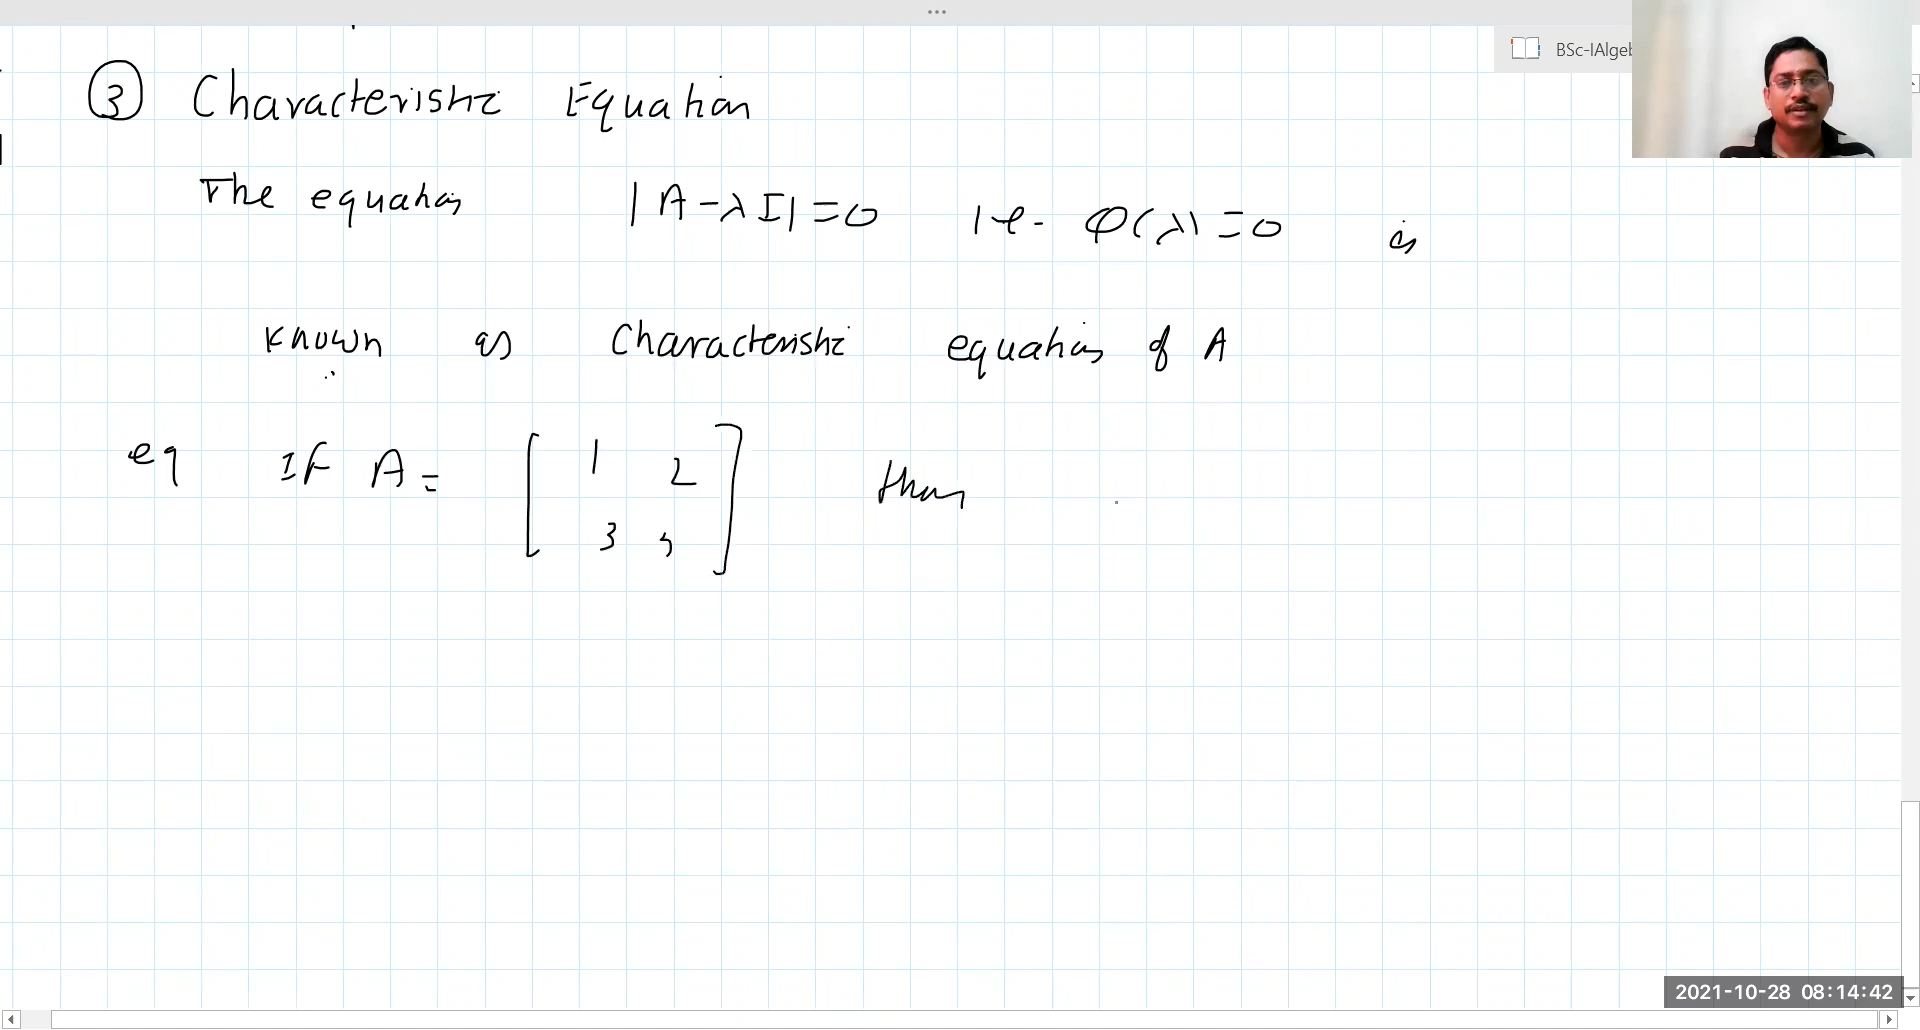 BSc-IAlgeb
③ Characteristic Equation
The equation |A-λI|=0 i.e. φ(λ)=0 is
known as Characteristic equation of A
eg If A= [ 1 2
3 5 ] then
2021-10-28 08:14:42